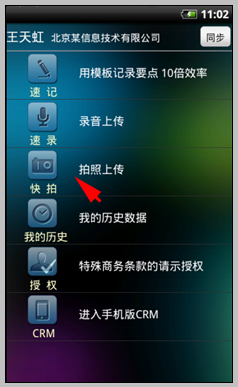 11:02
王天虹 北京某信息技术有限公司 同步
用模板记录要点 10倍效率
速 记
录音上传
速 录
拍照上传
快 拍
我的历史数据
我的历史
特殊商务条款的请示授权
授 权
进入手机版CRM
CRM